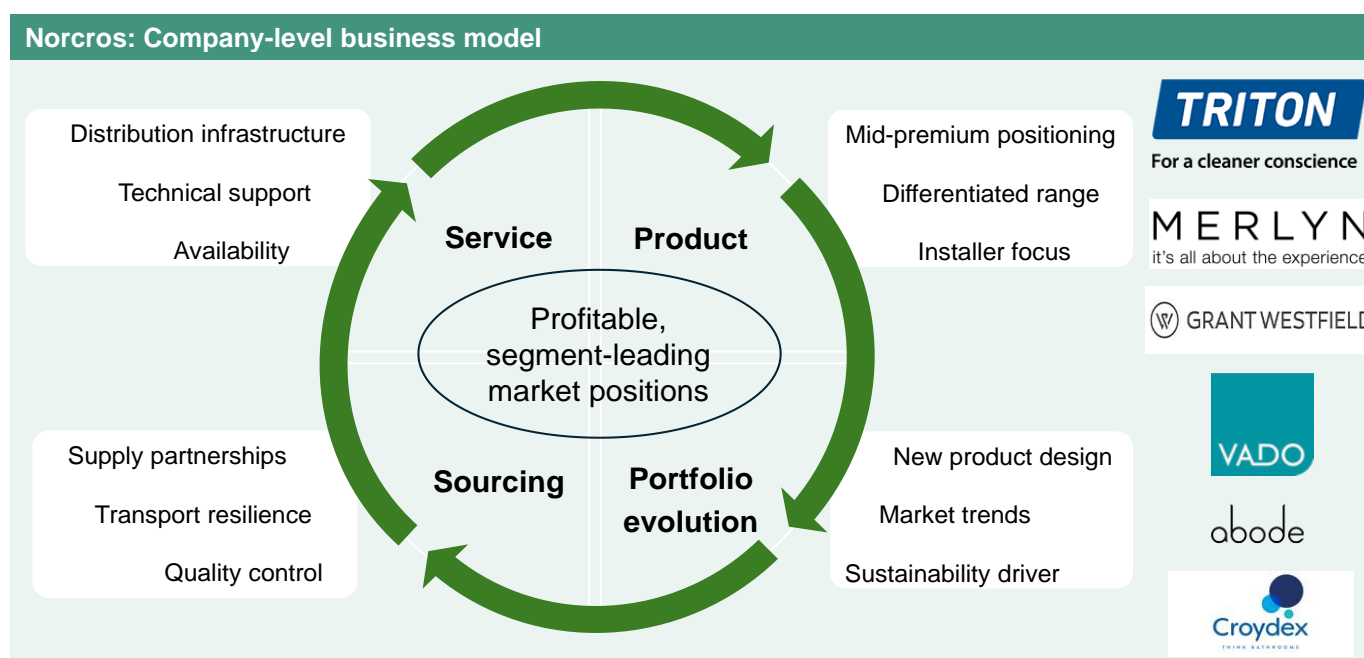 Norcros: Company-level business model
Distribution infrastructure
Technical support
Availability
Service
Product
Mid-premium positioning
Differentiated range
Installer focus
Profitable,
segment-leading
market positions
Supply partnerships
Transport resilience
Quality control
Sourcing
Portfolio
evolution
New product design
Market trends
Sustainability driver
TRITON
For a cleaner conscience
MERLYN
it's all about the experience
GRANT WESTFIELD
VADO
abode
Croydex
THINK BATHROOMS